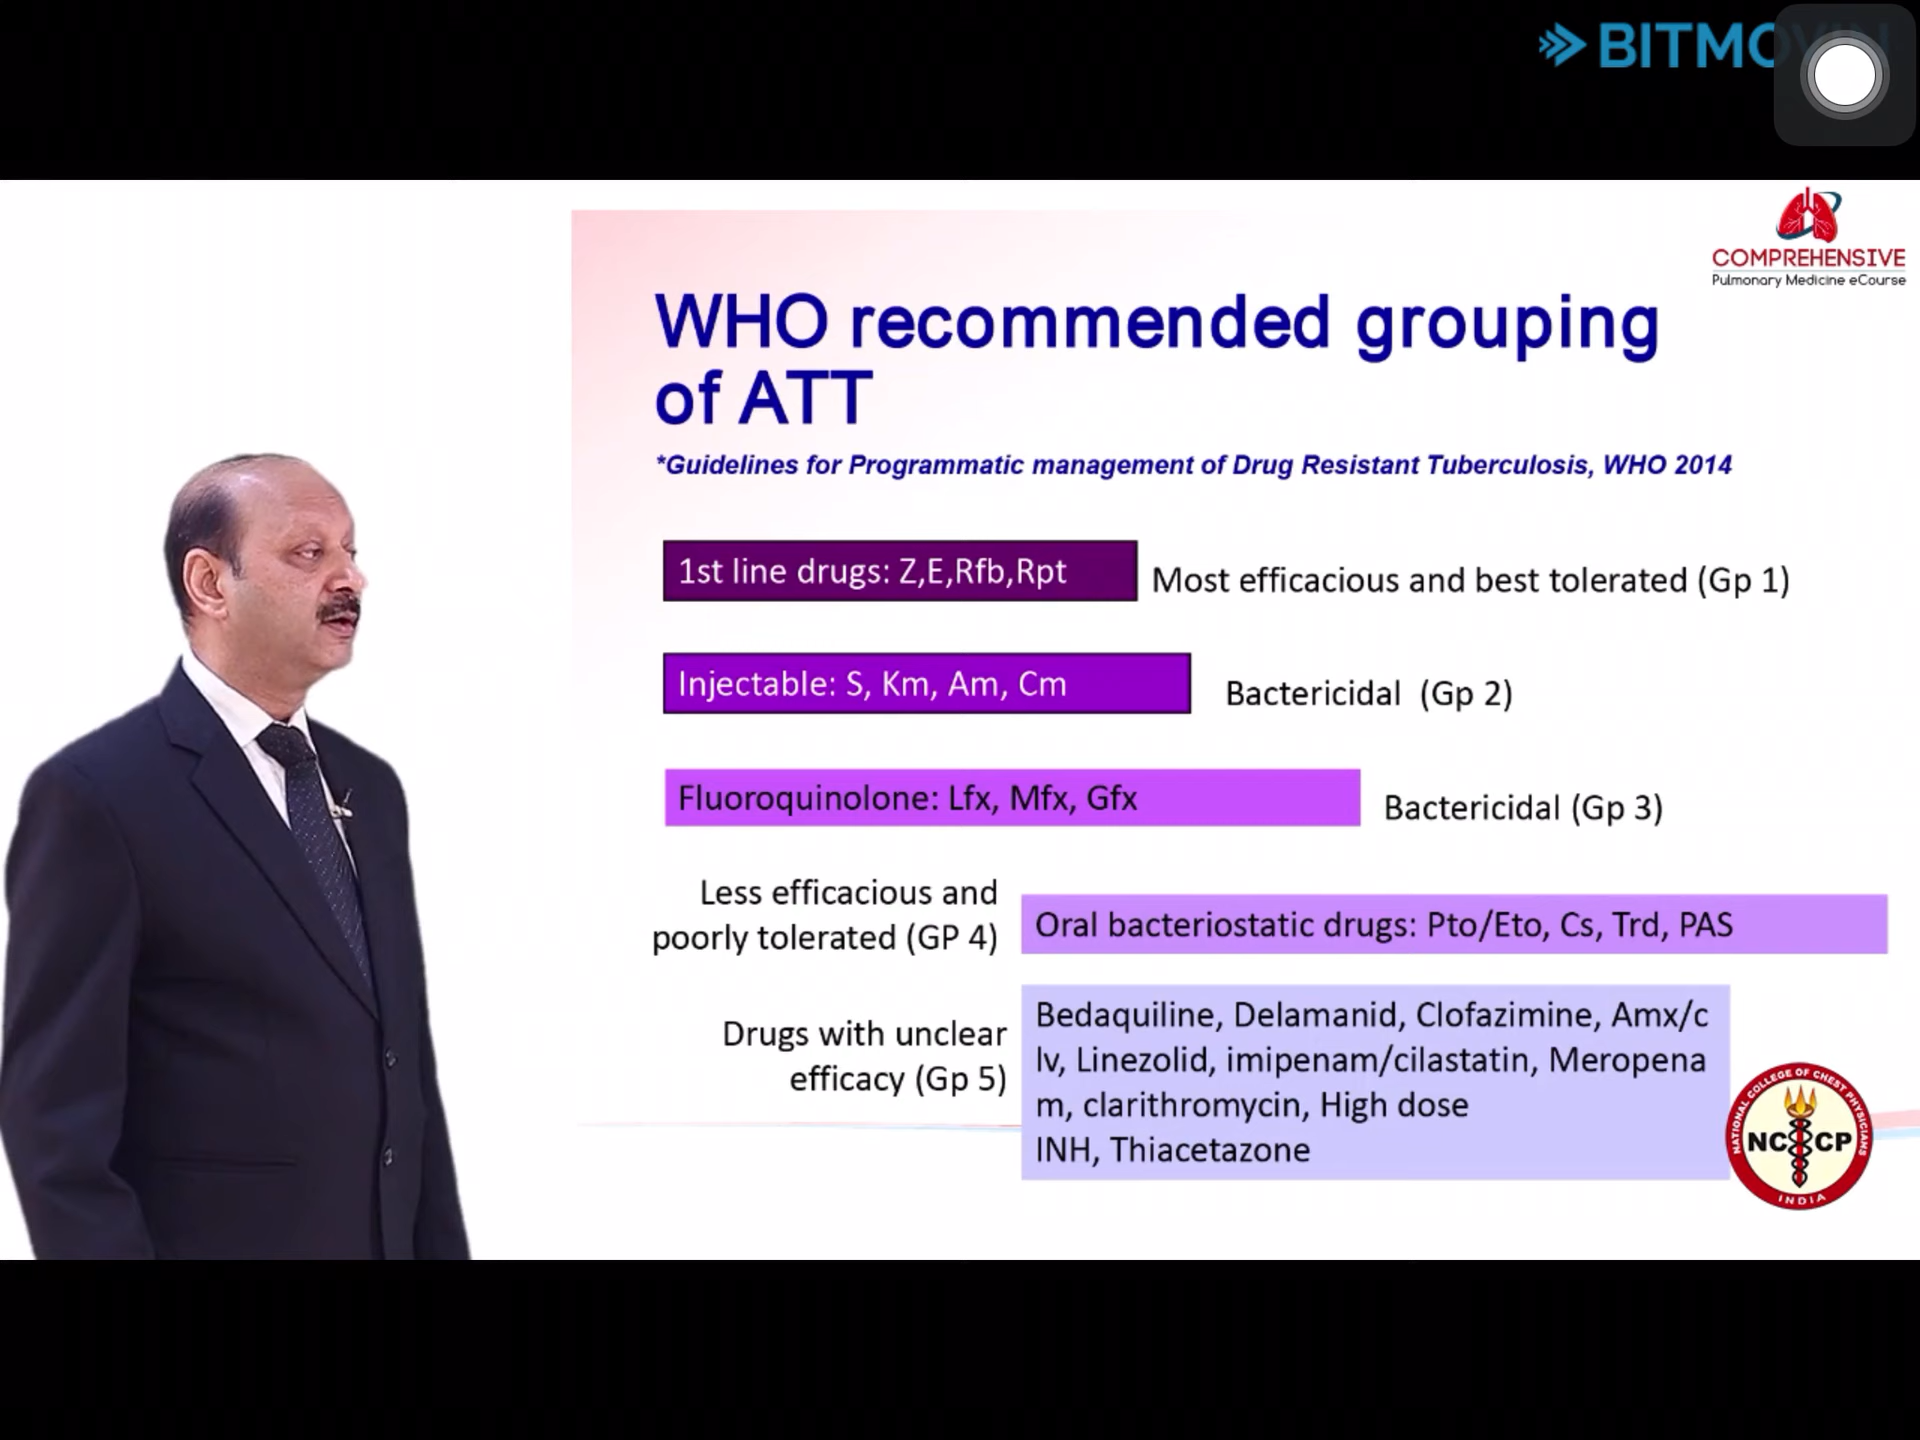 BITMOVIN
COMPREHENSIVE
Pulmonary Medicine eCourse
WHO recommended grouping
of ATT
*Guidelines for Programmatic management of Drug Resistant Tuberculosis, WHO 2014
1st line drugs: Z,E,Rfb,Rpt
Most efficacious and best tolerated (Gp 1)
Injectable: S, Km, Am, Cm
Bactericidal (Gp 2)
Fluoroquinolone: Lfx, Mfx, Gfx
Bactericidal (Gp 3)
Less efficacious and
poorly tolerated (GP 4)
Oral bacteriostatic drugs: Pto/Eto, Cs, Trd, PAS
Drugs with unclear
efficacy (Gp 5)
Bedaquiline, Delamanid, Clofazimine, Amx/c
lv, Linezolid, imipenam/cilastatin, Meropena
m, clarithromycin, High dose
INH, Thiacetazone
NATIONAL COLLEGE OF CHEST PHYSICIANS
NCCP
INDIA